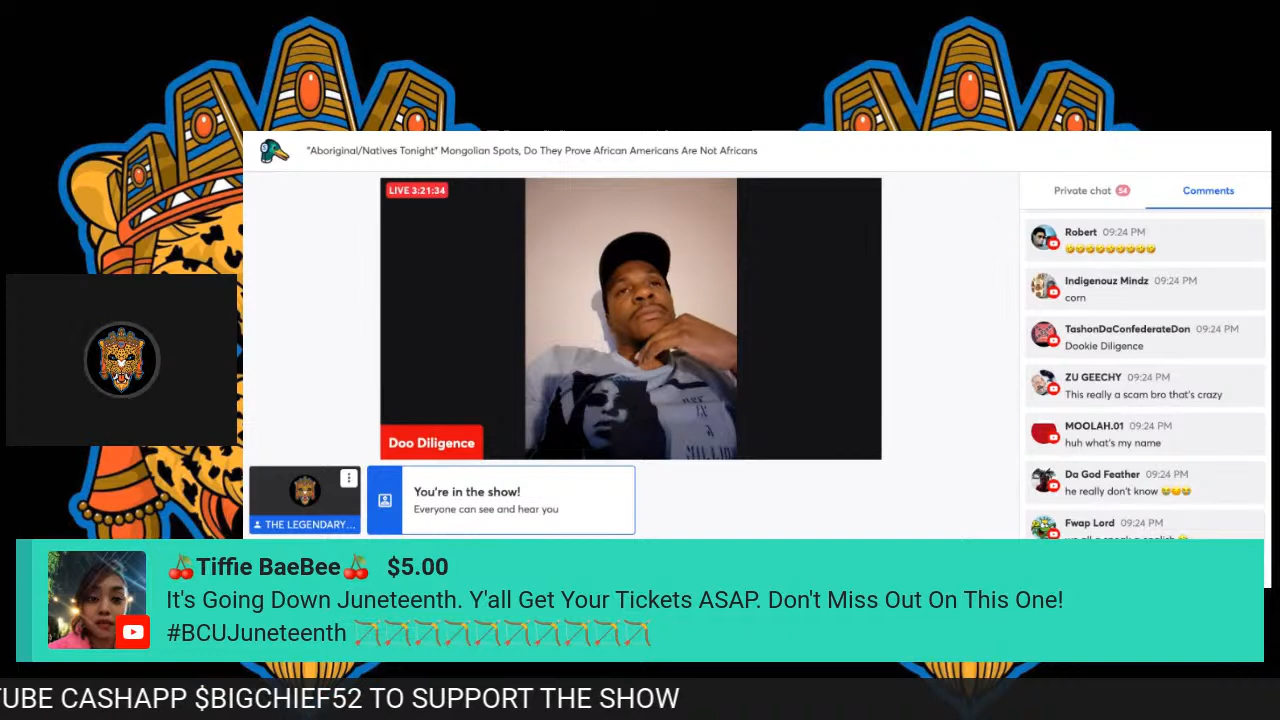 "Aboriginal/Natives Tonight" Mongolian Spots, Do They Prove African Americans Are Not Africans
LIVE 3:21:34
Doo Diligence
THE LEGENDARY...
You're in the show!
Everyone can see and hear you
Private chat 54
Comments
Robert 09:24 PM
🤣🤣🤣🤣🤣🤣🤣🤣🤣
Indigenouz Mindz 09:24 PM
corn
TashonDaConfederateDon 09:24 PM
Dookie Diligence
ZU GEECHY 09:24 PM
This really a scam bro that's crazy
MOOLAH.01 09:24 PM
huh what's my name
Da God Feather 09:24 PM
he really don't know
Fwap Lord 09:24 PM
🍒Tiffie BaeBee🍒 $5.00
It's Going Down Juneteenth. Y'all Get Your Tickets ASAP. Don't Miss Out On This One!
#BCUJuneteenth 🏹🏹🏹🏹🏹🏹🏹🏹🏹🏹
TUBE CASHAPP $BIGCHIEF52 TO SUPPORT THE SHOW